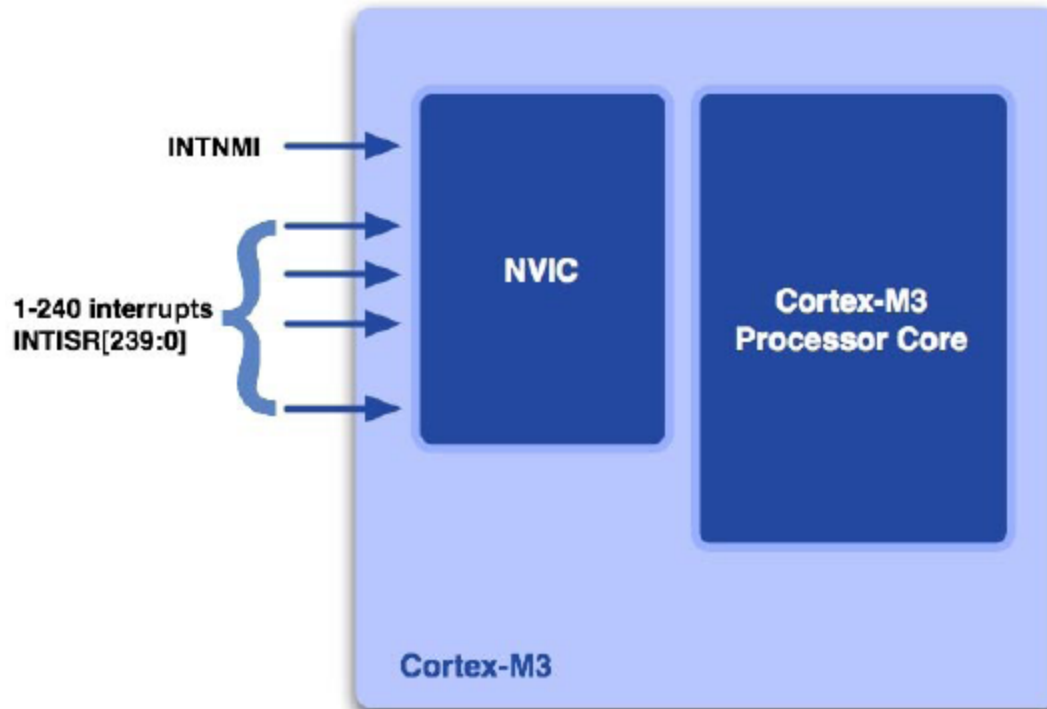 INTNMI
1-240 interrupts
INTISR[239:0]
NVIC
Cortex-M3
Processor Core
Cortex-M3